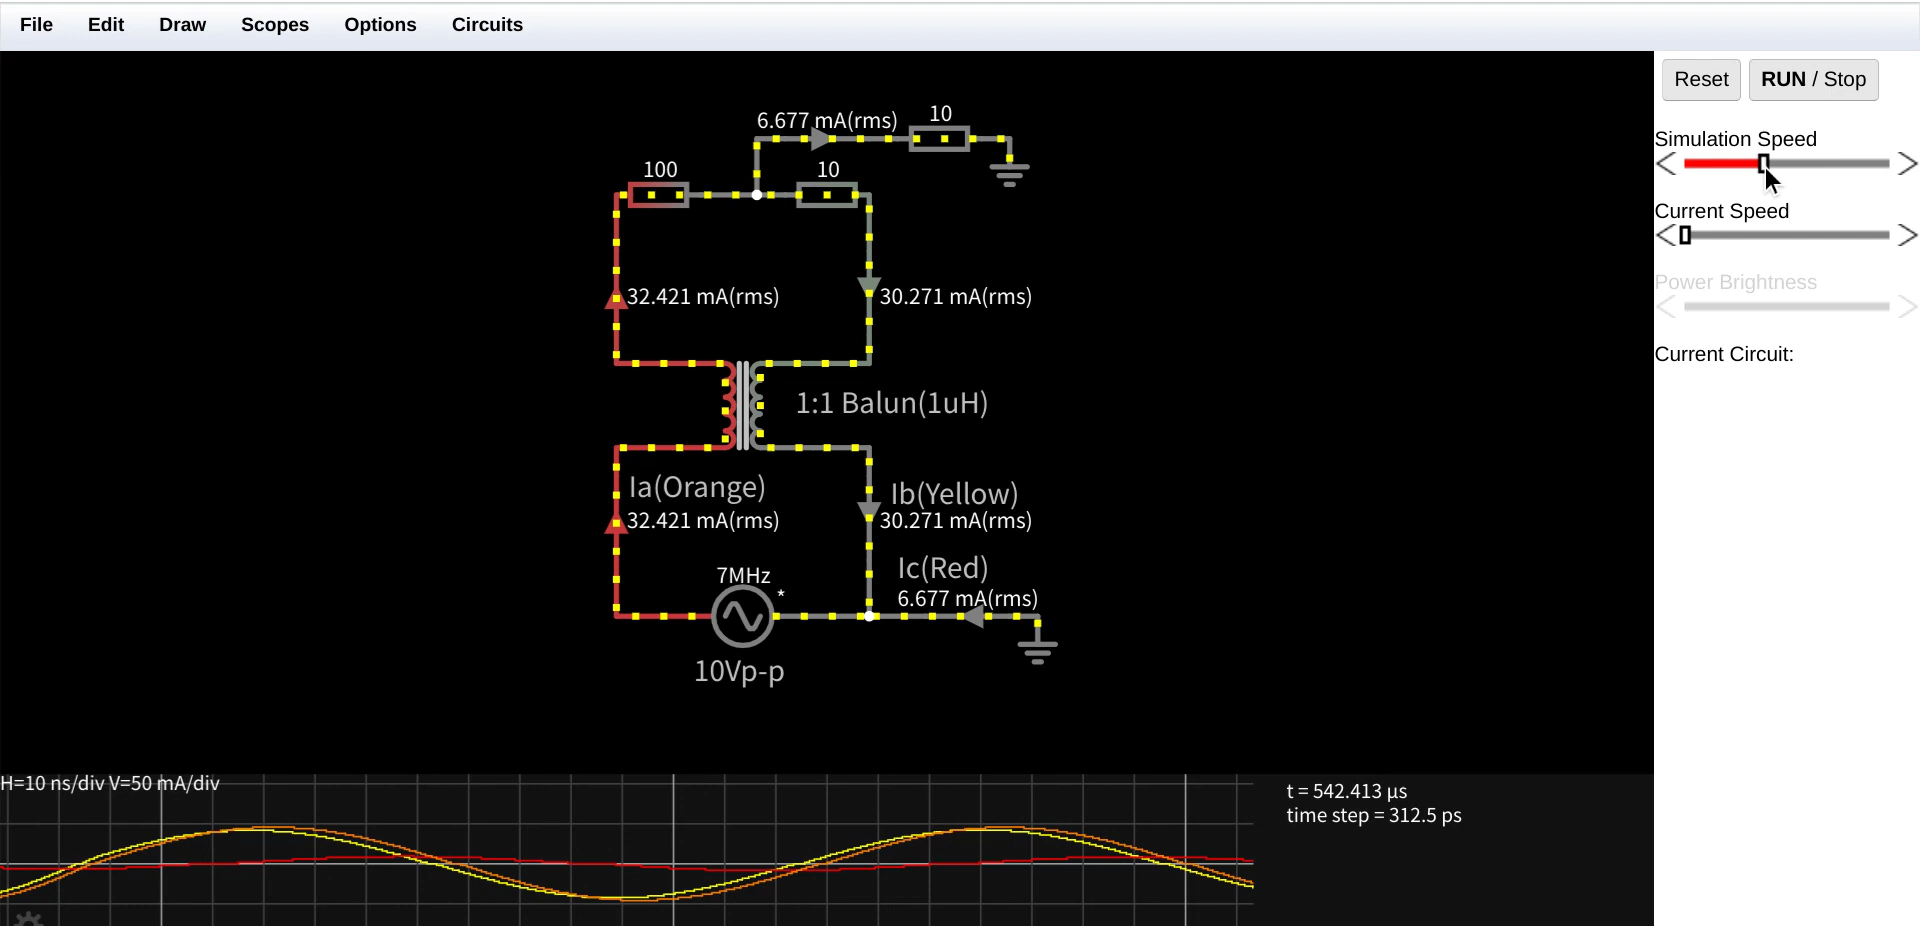 File Edit Draw Scopes Options Circuits
Reset RUN / Stop
Simulation Speed
Current Speed
Power Brightness
Current Circuit:
6.677 mA(rms) 10
100 10
32.421 mA(rms) 30.271 mA(rms)
1:1 Balun(1uH)
Ia(Orange) Ib(Yellow)
32.421 mA(rms) 30.271 mA(rms)
Ic(Red)
7MHz * 6.677 mA(rms)
10Vp-p
H=10 ns/div V=50 mA/div
t = 542.413 μs
time step = 312.5 ps